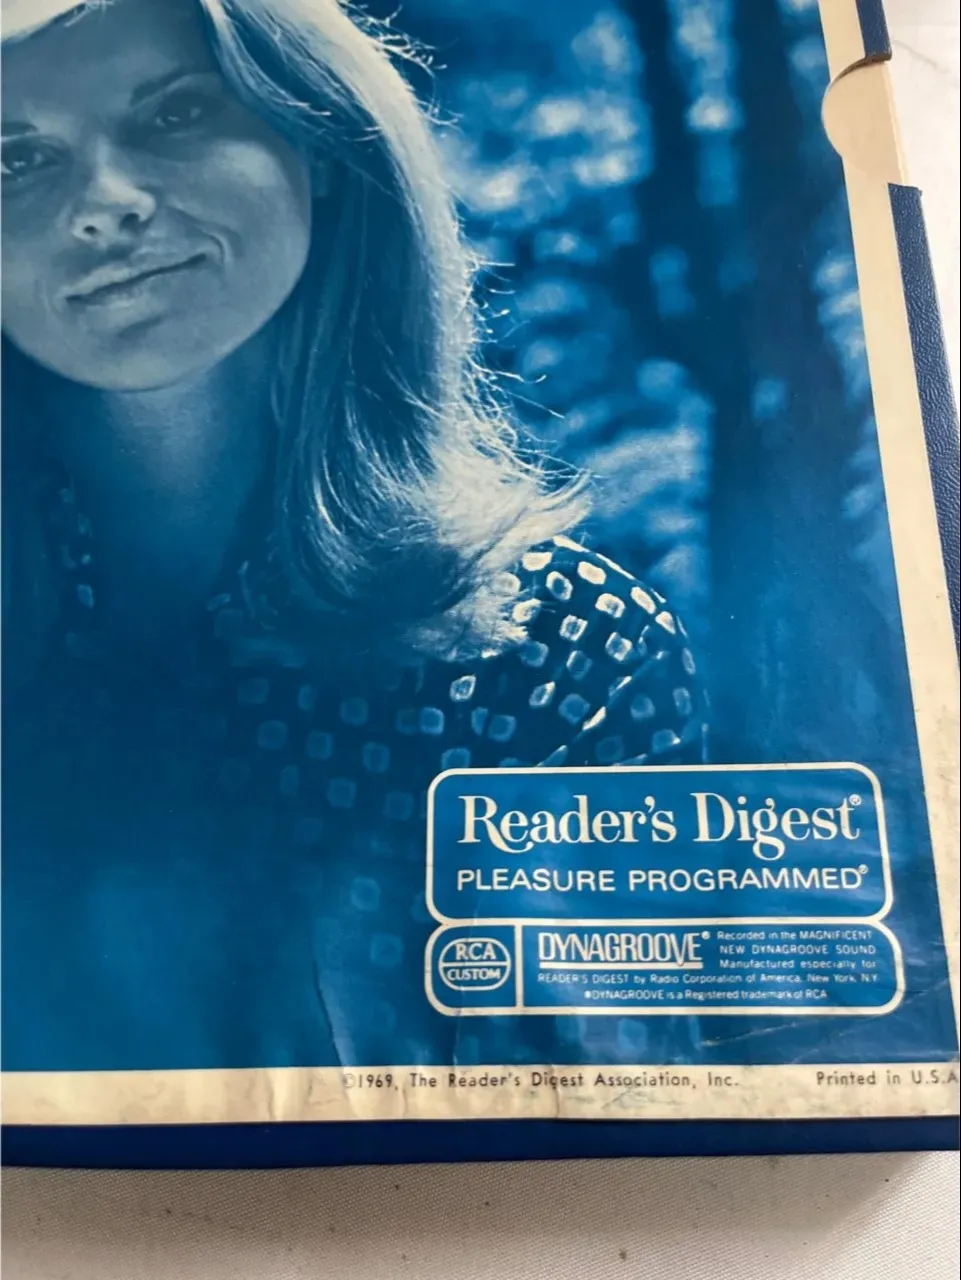 Reader's Digest®
PLEASURE PROGRAMMED®
RCA
CUSTOM
DYNAGROOVE®
Recorded in the MAGNIFICENT
NEW DYNAGROOVE SOUND
Manufactured especially for
READER'S DIGEST by Radio Corporation of America, New York, N.Y.
®DYNAGROOVE is a Registered trademark of RCA
©1969, The Reader's Digest Association, Inc.
Printed in U.S.A